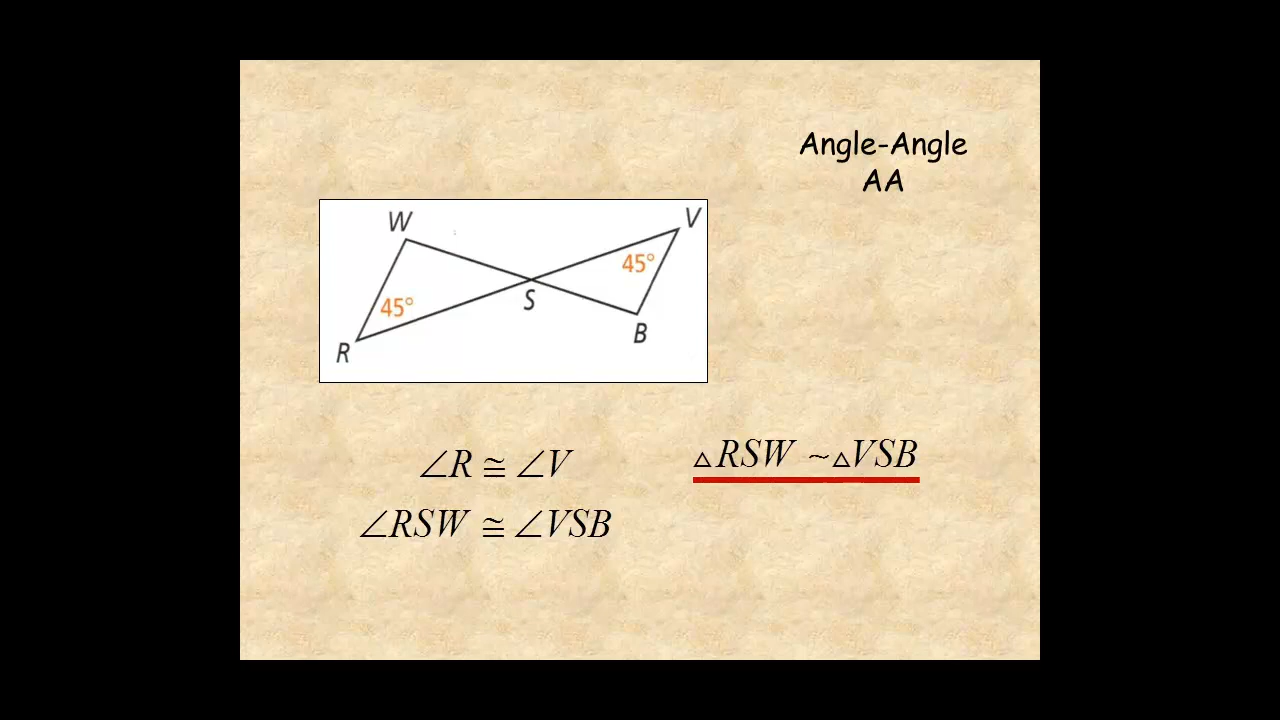 Angle-Angle
AA
W
V
45°
45°
S
B
R
∠R ≅ ∠V
△RSW ~△VSB
∠RSW ≅ ∠VSB